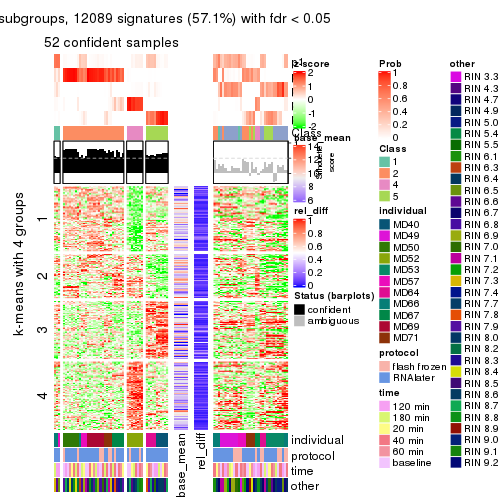 subgroups, 12089 signatures (57.1%) with fdr < 0.05
52 confident samples
k-means with 4 groups
1
2
3
4
base_mean
rel_diff
individual
protocol
time
other
p1
z-score
2
1
0
-1
-2
Class
base_mean
14
12
10
8
6
Silhouette
score
rel_diff
1
0.8
0.6
0.4
0.2
0
Status (barplots)
confident
ambiguous
Prob
1
0.8
0.6
0.4
0.2
0
Class
1
2
4
5
individual
MD40
MD49
MD50
MD52
MD53
MD57
MD64
MD66
MD67
MD69
MD71
protocol
flash frozen
RNAlater
time
120 min
180 min
20 min
40 min
60 min
baseline
other
RIN 3.3
RIN 4.3
RIN 4.7
RIN 4.9
RIN 5.0
RIN 5.4
RIN 5.5
RIN 6.1
RIN 6.3
RIN 6.4
RIN 6.5
RIN 6.6
RIN 6.7
RIN 6.8
RIN 6.9
RIN 7.0
RIN 7.1
RIN 7.2
RIN 7.3
RIN 7.4
RIN 7.7
RIN 7.8
RIN 7.9
RIN 8.0
RIN 8.2
RIN 8.3
RIN 8.4
RIN 8.5
RIN 8.6
RIN 8.7
RIN 8.8
RIN 8.9
RIN 9.0
RIN 9.1
RIN 9.2